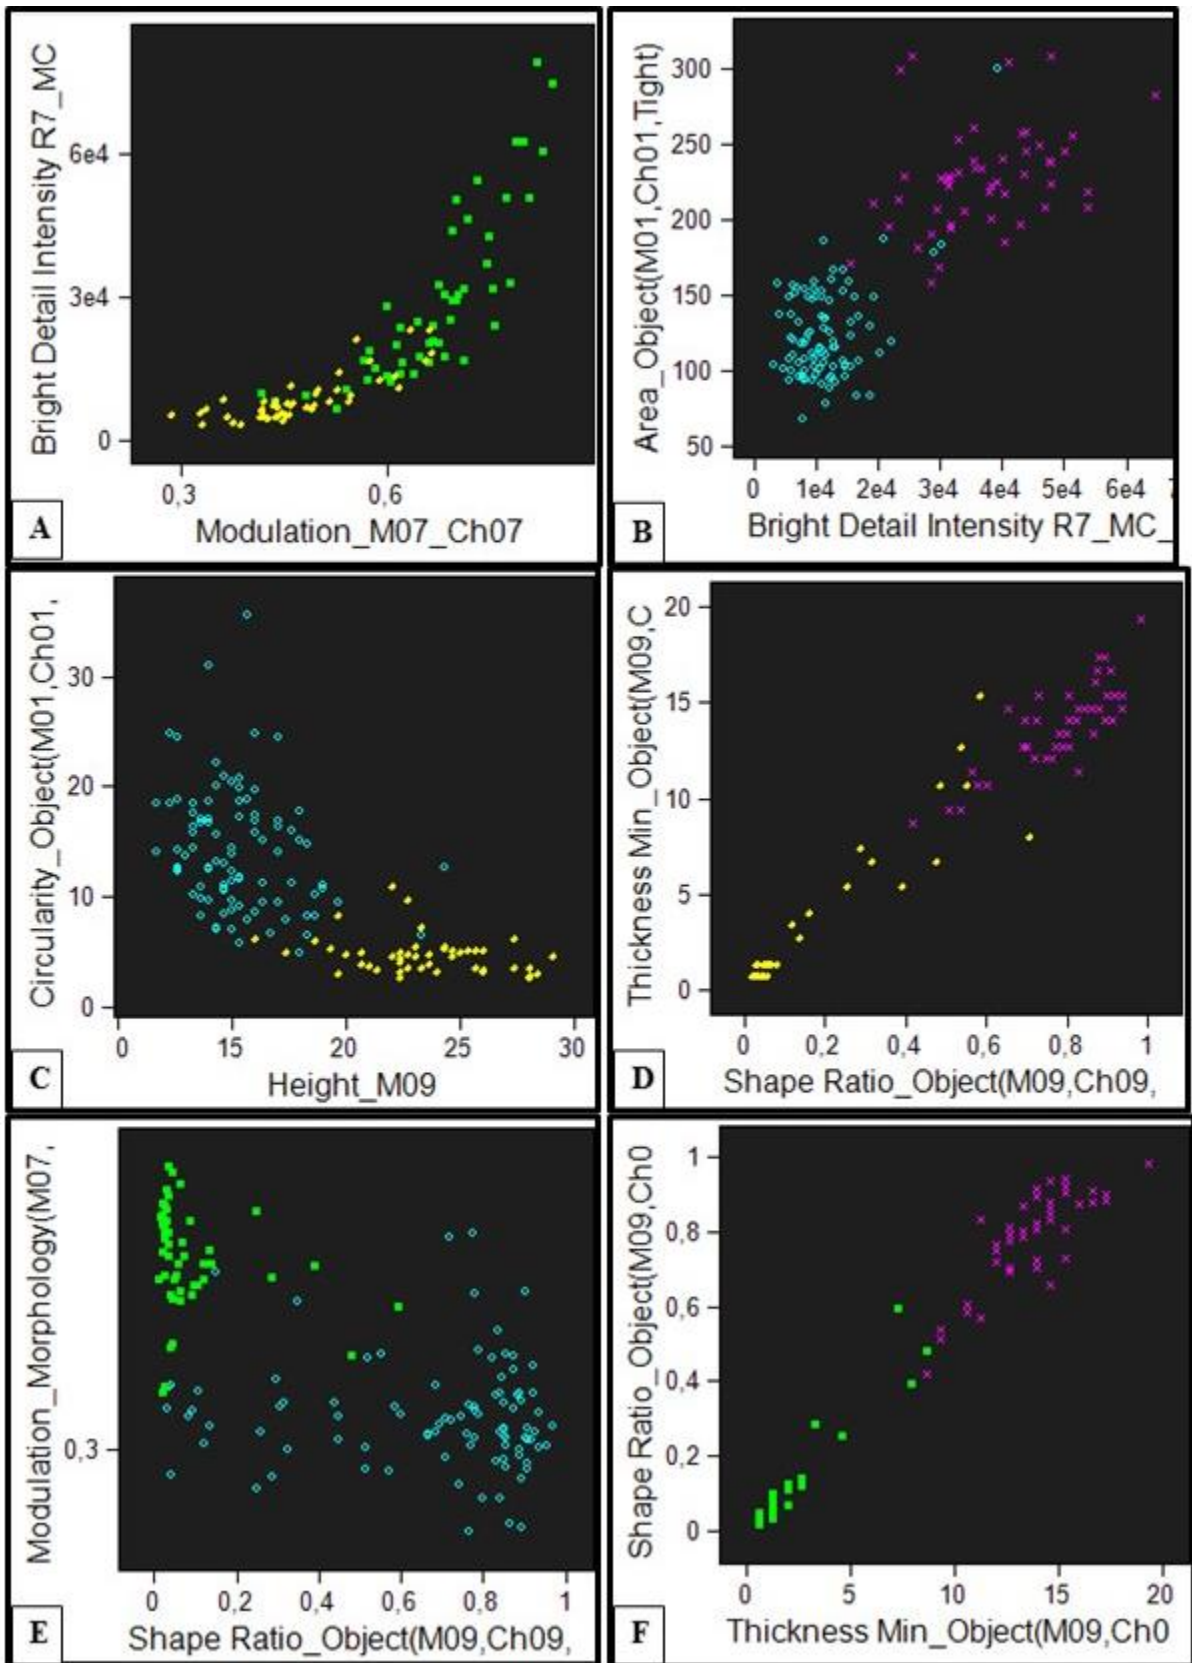 Bright Detail Intensity R7_MC
6e4
3e4
0
0,3
0,6
Modulation_M07_Ch07
A
Area_Object(M01,Ch01,Tight)
300
250
200
150
100
50
0
1e4
2e4
3e4
4e4
5e4
6e4
7
Bright Detail Intensity R7_MC_
B
Circularity_Object(M01,Ch01,
30
20
10
0
0
15
20
25
30
Height_M09
C
Thickness Min_Object(M09,C
20
15
10
5
0
0
0,2
0,4
0,6
0,8
1
Shape Ratio_Object(M09,Ch09,
D
Modulation_Morphology(M07,
0,3
0
0,2
0,4
0,6
0,8
1
Shape Ratio_Object(M09,Ch09,
E
Shape Ratio_Object(M09,Ch0
1
0,8
0,6
0,4
0,2
0
0
5
10
15
20
Thickness Min_Object(M09,Ch0
F